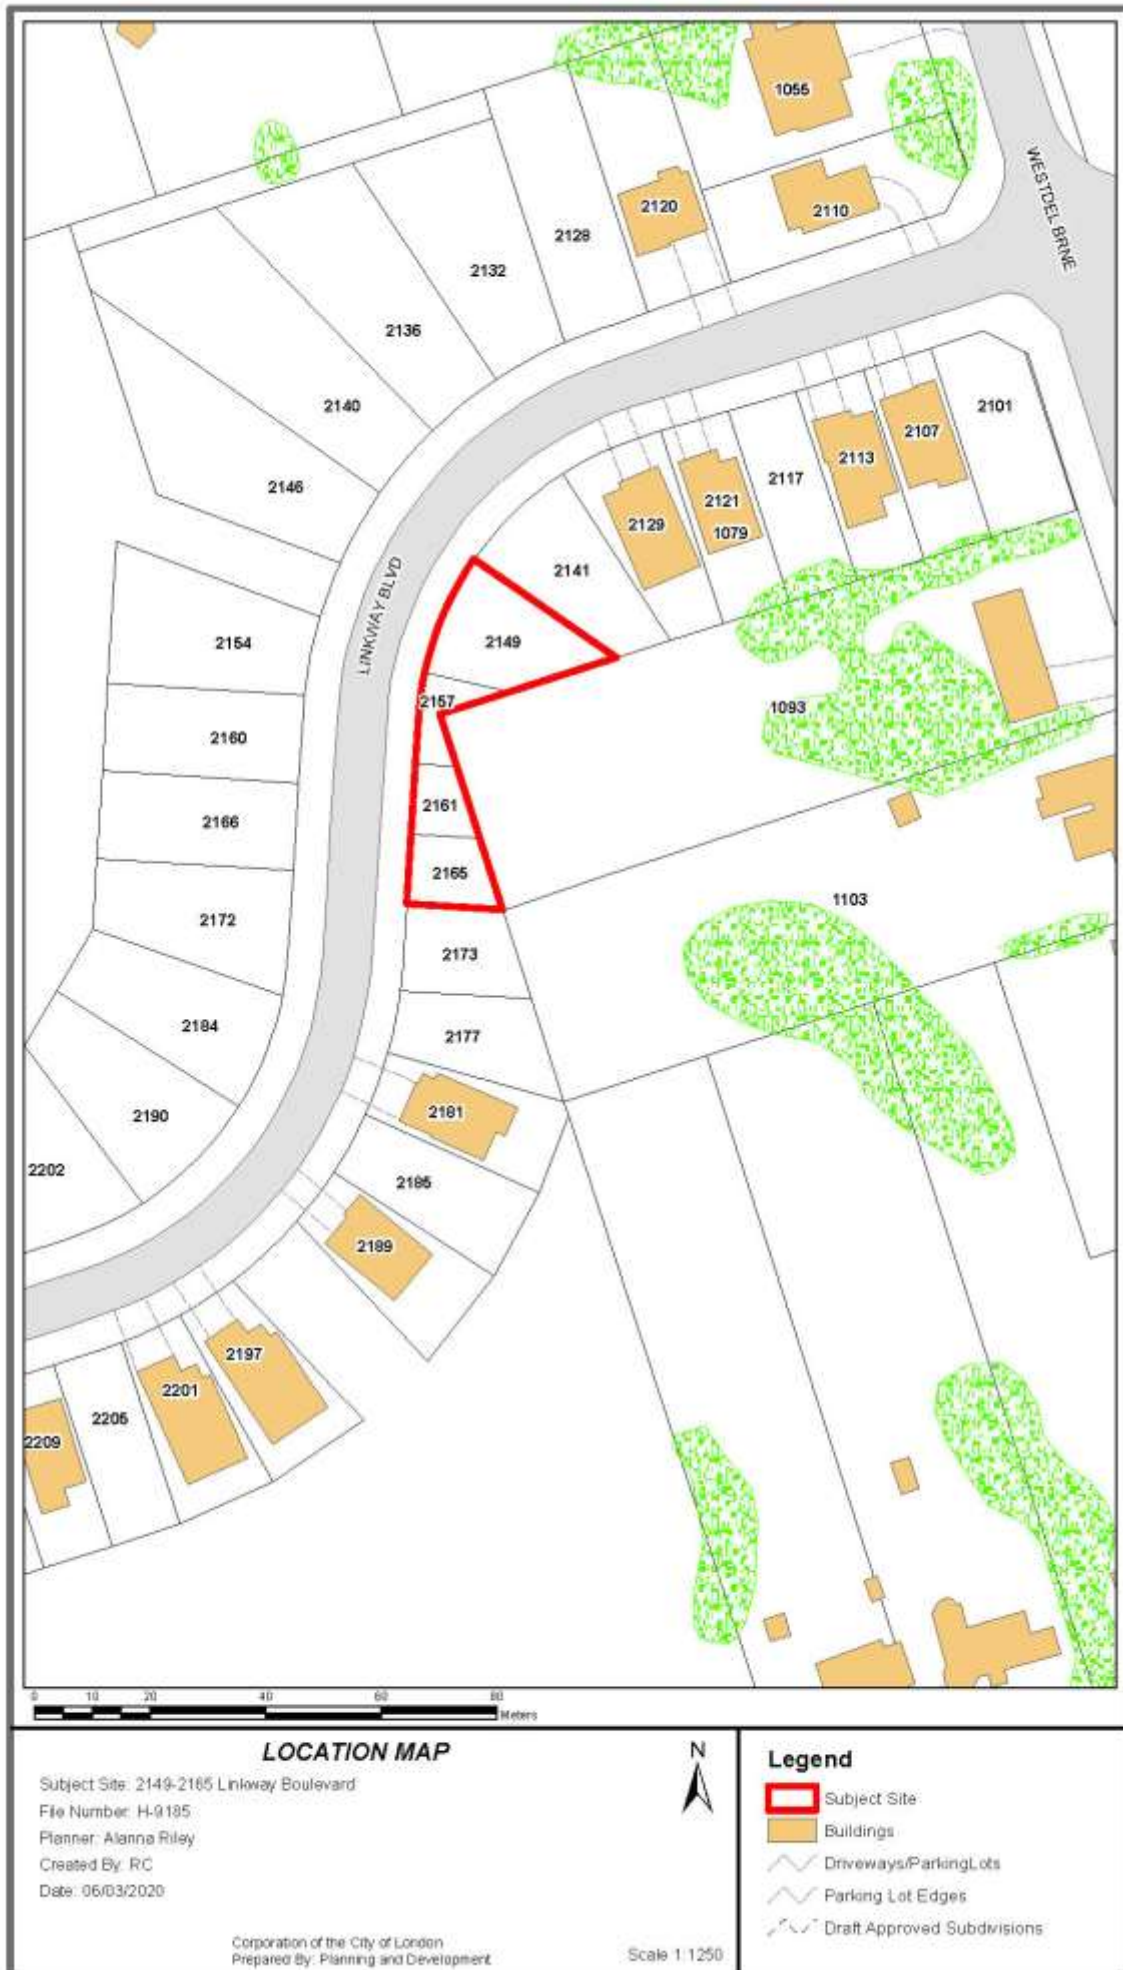 1055
WESTDEL BRNE
2120
2110
2128
2132
2136
2140
2101
2107
2113
2117
2146
2121
2129
1079
2141
LINKWAY BLVD
2149
2154
2157
1093
2160
2161
2166
2165
1103
2172
2173
2184
2177
2181
2190
2202
2185
2189
2197
2201
2205
2209
0 10 20 40 60 80
Meters
LOCATION MAP
N
Subject Site: 2149-2165 Linkway Boulevard
File Number: H-9185
Planner: Alanna Riley
Created By: RC
Date: 06/03/2020
Corporation of the City of London
Prepared By: Planning and Development
Scale 1:1250
Legend
Subject Site
Buildings
Driveways/ParkingLots
Parking Lot Edges
Draft Approved Subdivisions